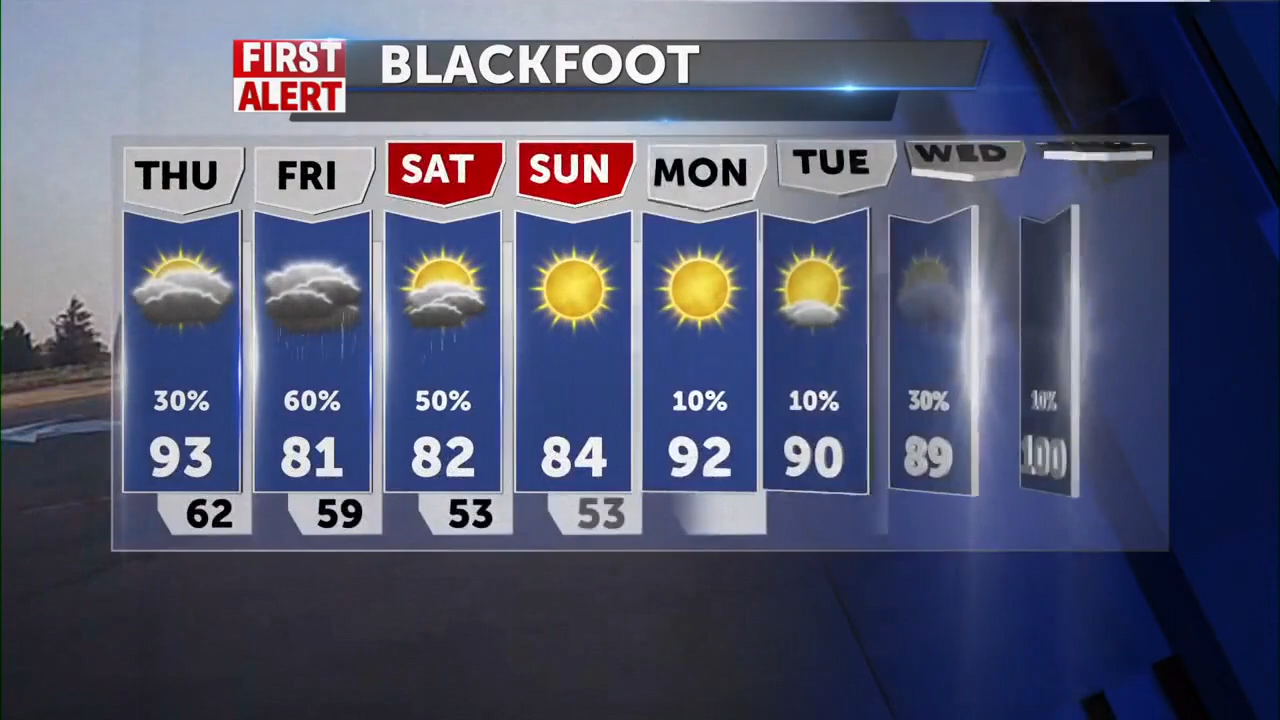 FIRST
ALERT
BLACKFOOT
THU FRI SAT SUN MON TUE WED
30% 60% 50% 10% 10% 30% 10%
93 81 82 84 92 90 89 100
62 59 53 53